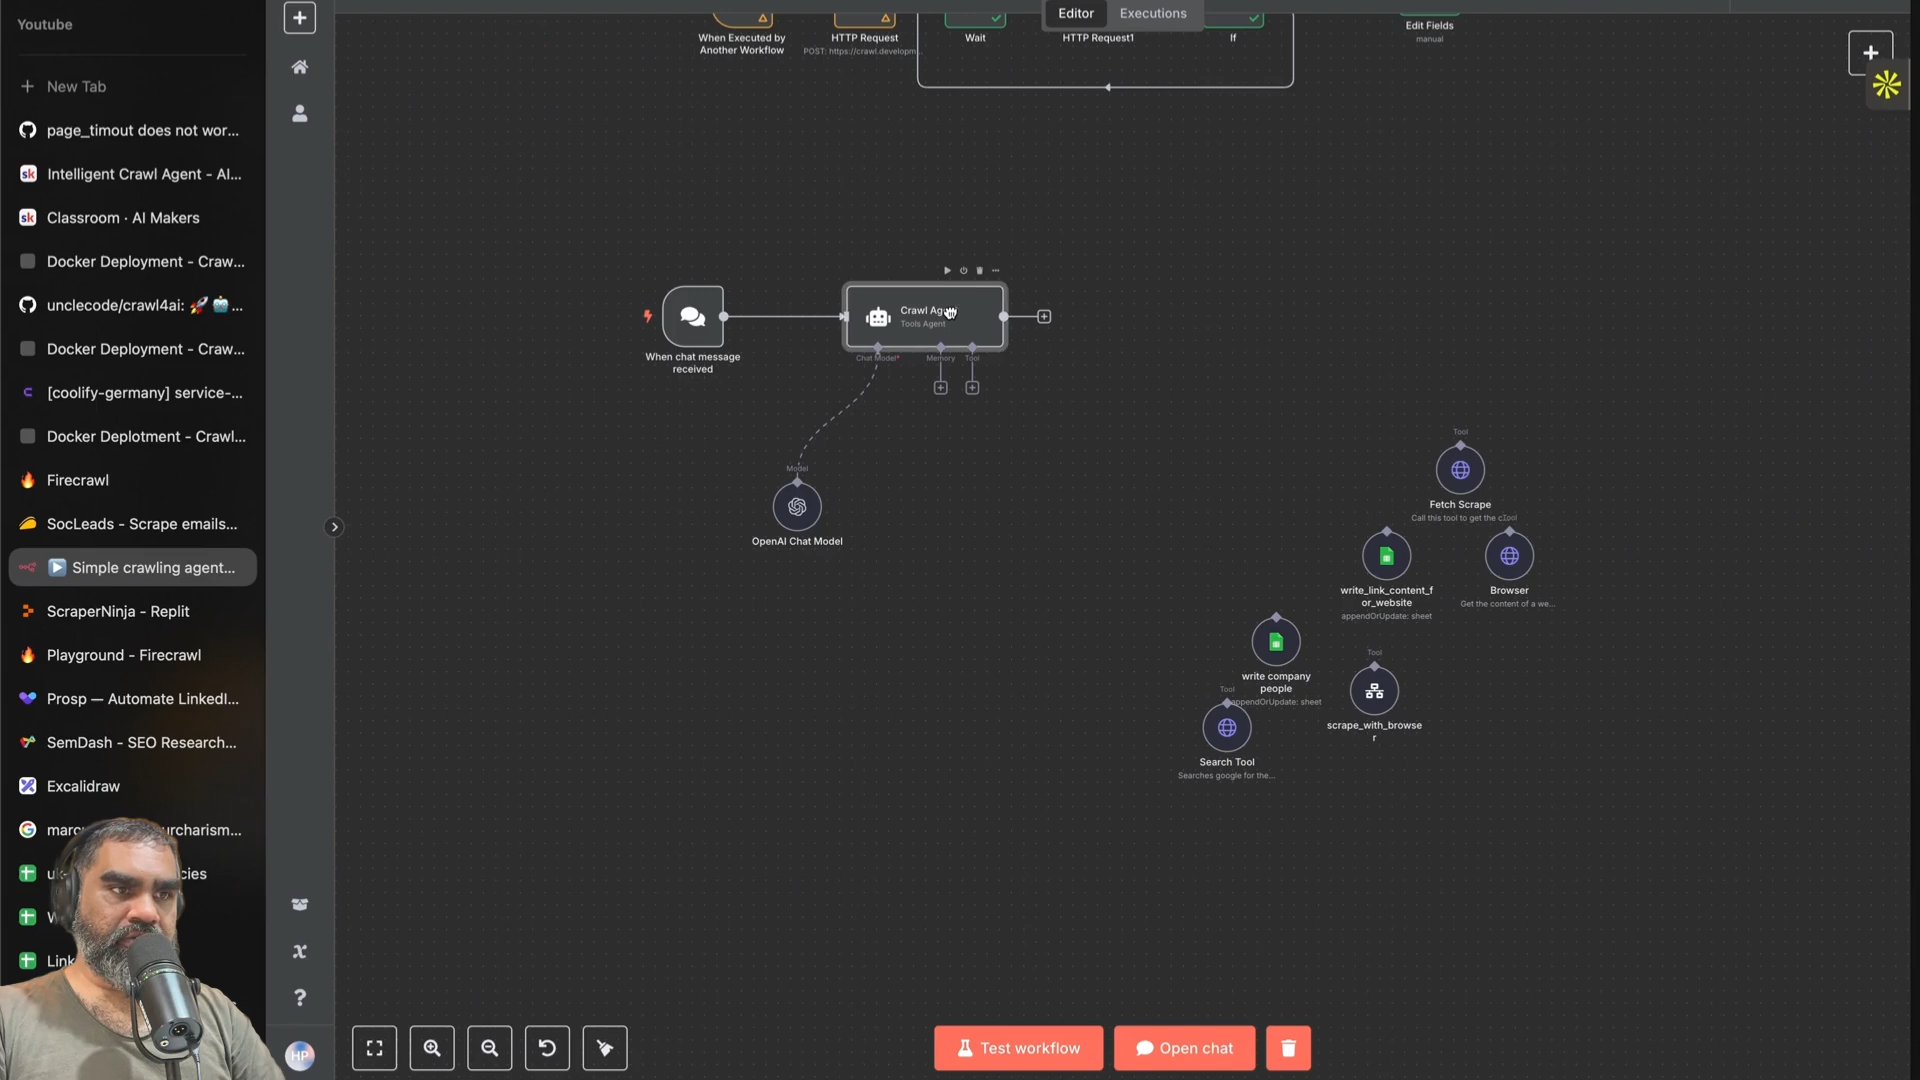 Youtube
New Tab
page_timout does not wor...
Intelligent Crawl Agent - AI...
Classroom · AI Makers
Docker Deployment - Craw...
unclecode/crawl4ai: 🚀🤖 ...
Docker Deployment - Craw...
[coolify-germany] service-...
Docker Deplotment - Crawl...
Firecrawl
SocLeads - Scrape emails...
Simple crawling agent...
ScraperNinja - Replit
Playground - Firecrawl
Prosp — Automate LinkedI...
SemDash - SEO Research...
Excalidraw
HP
Editor
Executions
When Executed by
Another Workflow
HTTP Request
POST: https://crawl.developm...
Wait
HTTP Request1
If
Edit Fields
manual
When chat message
received
Crawl Agent
Tools Agent
Chat Model*
Memory
Tool
Model
OpenAI Chat Model
Tool
Fetch Scrape
Call this tool to get the c
Tool
write_link_content_f
or_website
appendOrUpdate: sheet
Browser
Get the content of a we...
write company
people
appendOrUpdate: sheet
Tool
scrape_with_browse
r
Tool
Search Tool
Searches google for the...
Test workflow
Open chat